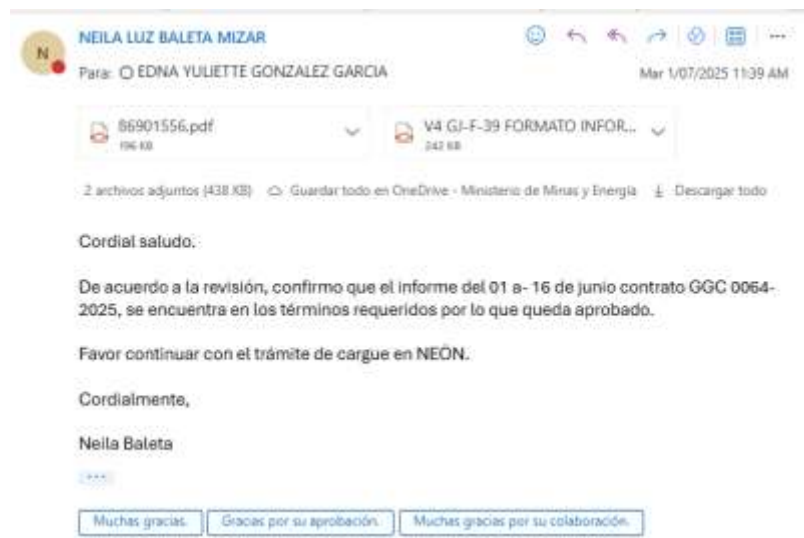 NEILA LUZ BALETA MIZAR
N
Para: EDNA YULIETTE GONZALEZ GARCIA
Mar 1/07/2025 11:39 AM
86901556.pdf
196 KB
V4 GJ-F-39 FORMATO INFOR...
242 KB
2 archivos adjuntos (438 KB) Guardar todo en OneDrive - Ministerio de Minas y Energía Descargar todo
Cordial saludo.
De acuerdo a la revisión, confirmo que el informe del 01 a- 16 de junio contrato GGC 0064-
2025, se encuentra en los términos requeridos por lo que queda aprobado.
Favor continuar con el trámite de cargue en NEÓN.
Cordialmente,
Neila Baleta
...
Muchas gracias. Gracias por su aprobación. Muchas gracias por su colaboración.